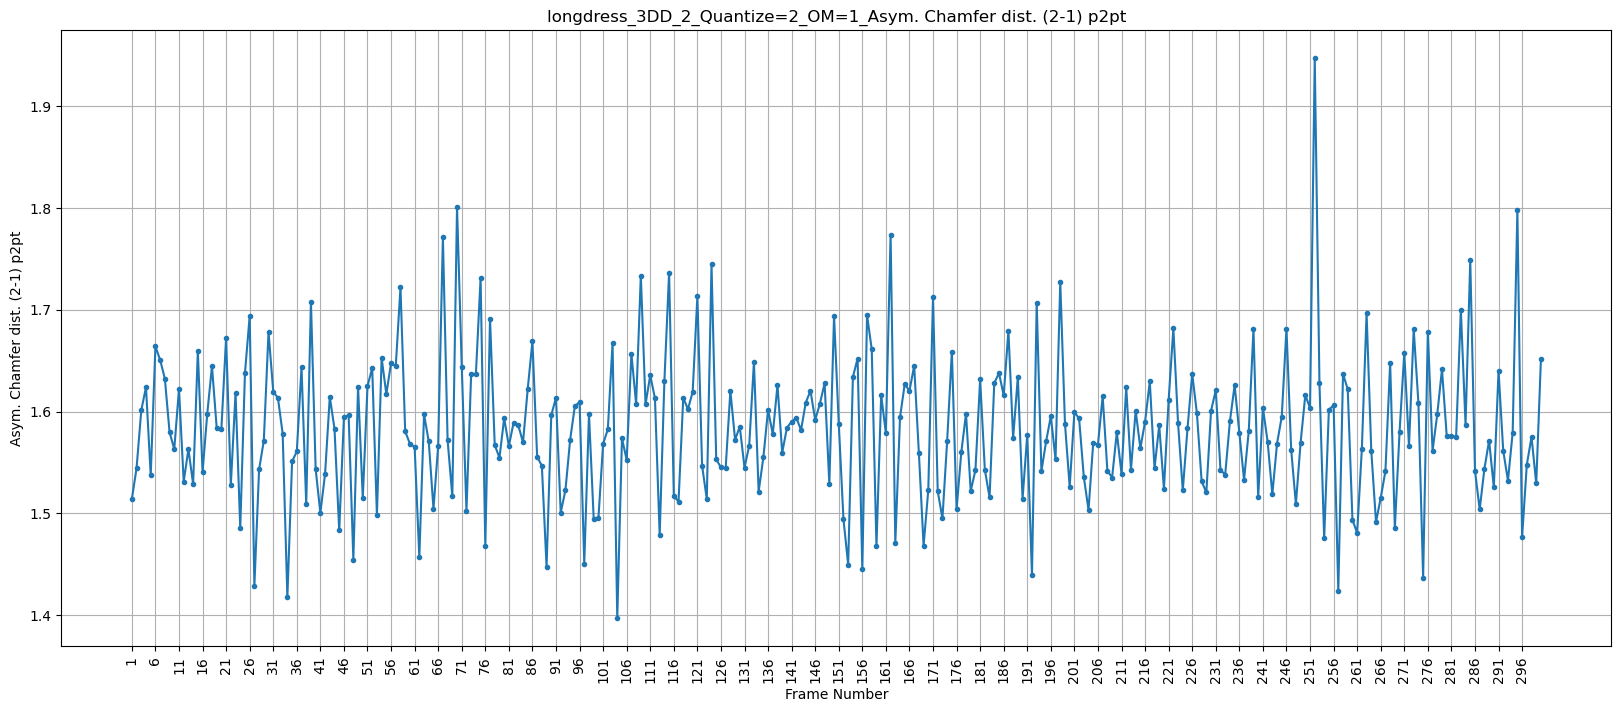 longdress_3DD_2_Quantize=2_OM=1_Asym. Chamfer dist. (2-1) p2pt
Asym. Chamfer dist. (2-1) p2pt
1.9
1.8
1.7
1.6
1.5
1.4
1 6 11 16 21 26 31 36 41 46 51 56 61 66 71 76 81 86 91 96 101 106 111 116 121 126 131 136 141 146 151 156 161 166 171 176 181 186 191 196 201 206 211 216 221 226 231 236 241 246 251 256 261 266 271 276 281 286 291 296
Frame Number